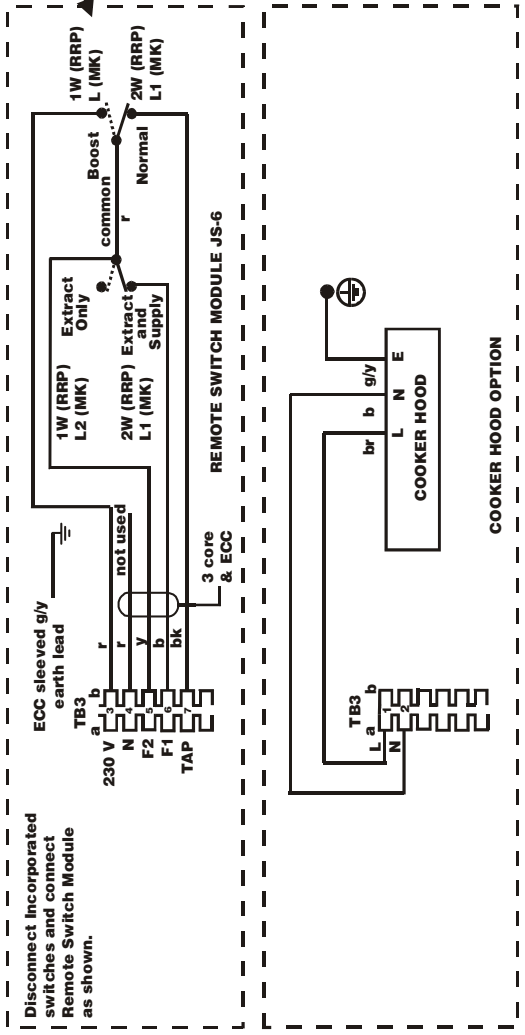 Disconnect Incorporated
switches and connect
Remote Switch Module
as shown.
ECC sleeved g/y
earth lead
TB3
a b
230 V 3 r
N 4 r not used
F2 5 y
F1 6 b
TAP 7 bk
3 core
& ECC
1W (RRP)
L2 (MK)
Extract
Only
2W (RRP)
L1 (MK)
Extract
and
Supply
common
r
Boost
Normal
1W (RRP)
L (MK)
2W (RRP)
L1 (MK)
REMOTE SWITCH MODULE JS-6
TB3
a b
L 1
N 2
br b g/y
L N E
COOKER HOOD
COOKER HOOD OPTION